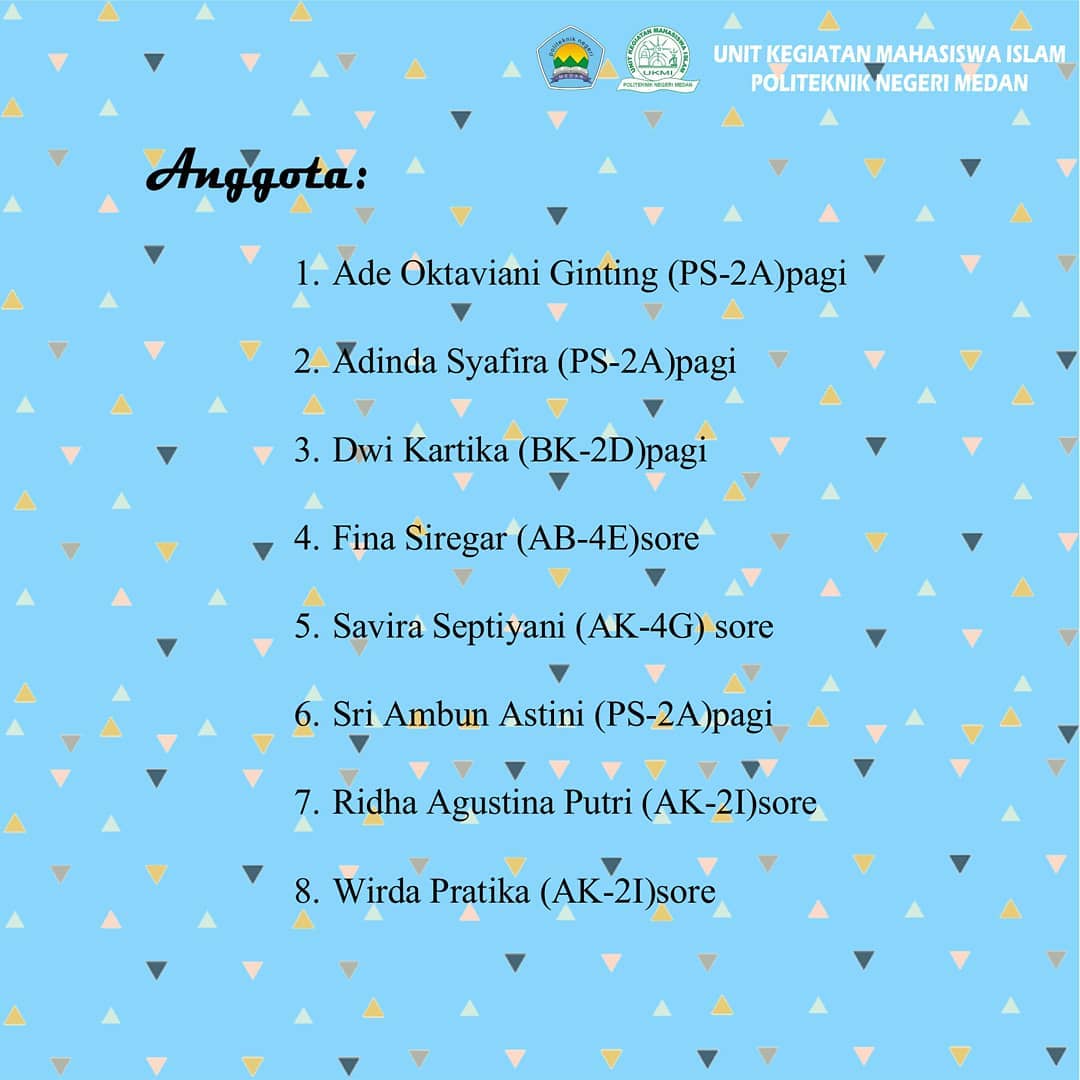 politeknik negeri
MEDAN
UNIT KEGIATAN MAHASISWA ISLAM
UKMI
POLITEKNIK NEGERI MEDAN
UNIT KEGIATAN MAHASISWA ISLAM
POLITEKNIK NEGERI MEDAN
Anggota:
1. Ade Oktaviani Ginting (PS-2A)pagi
2. Adinda Syafira (PS-2A)pagi
3. Dwi Kartika (BK-2D)pagi
4. Fina Siregar (AB-4E)sore
5. Savira Septiyani (AK-4G) sore
6. Sri Ambun Astini (PS-2A)pagi
7. Ridha Agustina Putri (AK-2I)sore
8. Wirda Pratika (AK-2I)sore